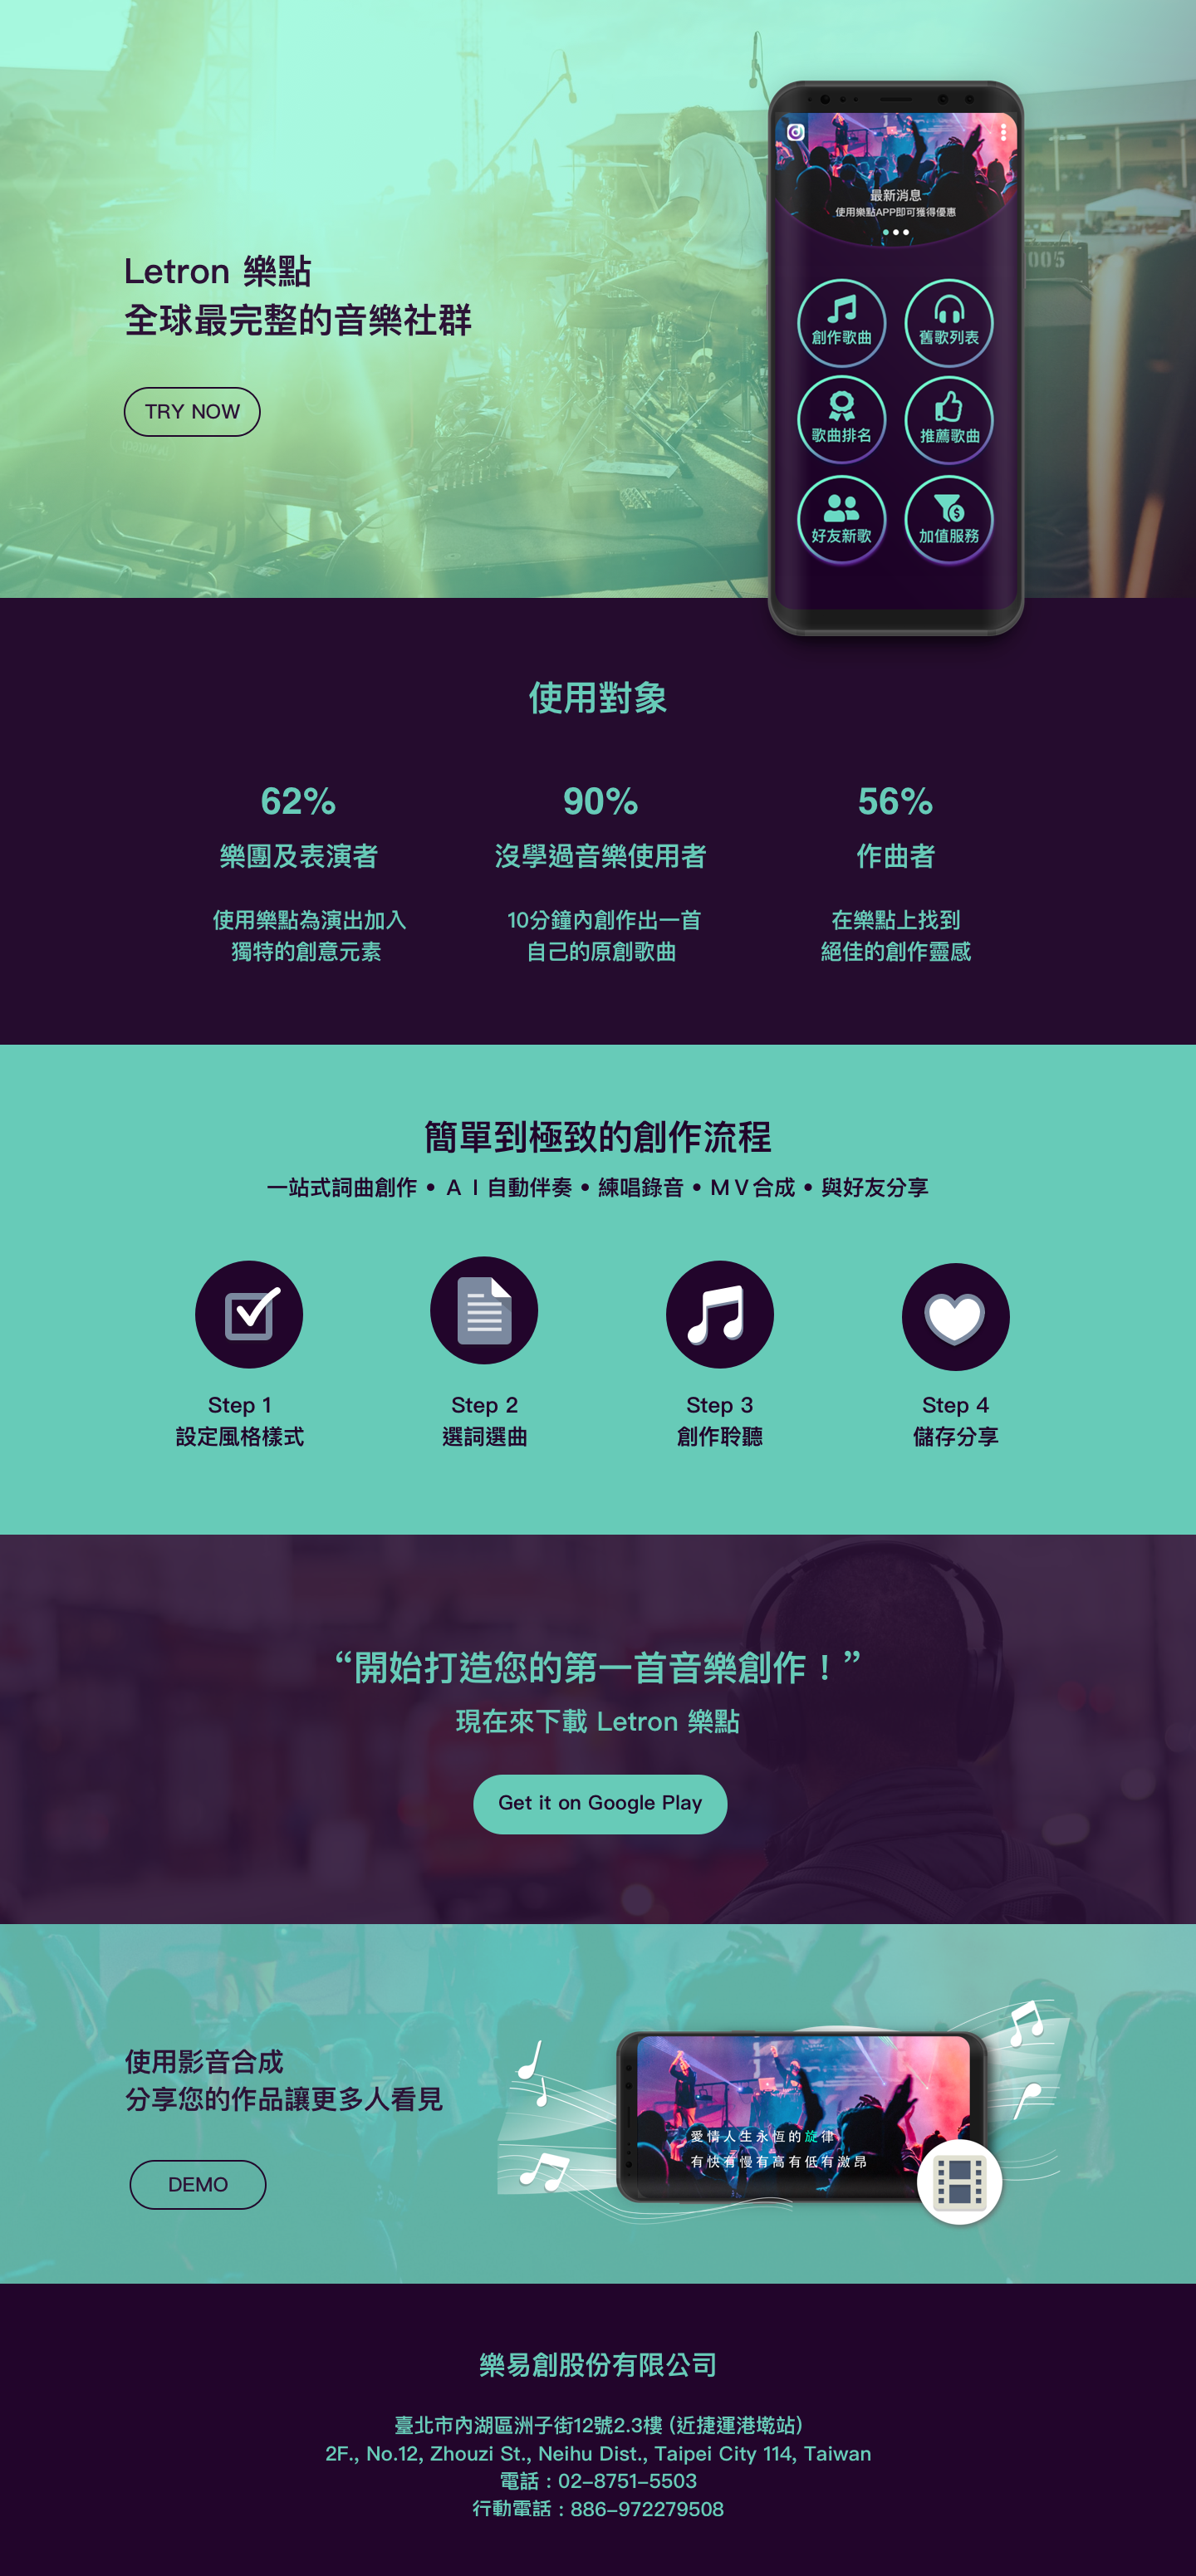 最新消息
使用樂點APP即可獲得優惠
005
Letron 樂點
全球最完整的音樂社群
TRY NOW
創作歌曲
舊歌列表
歌曲排名
推薦歌曲
好友新歌
加值服務
使用對象
62%
樂團及表演者
使用樂點為演出加入
獨特的創意元素
90%
沒學過音樂使用者
10分鐘內創作出一首
自己的原創歌曲
56%
作曲者
在樂點上找到
絕佳的創作靈感
簡單到極致的創作流程
一站式詞曲創作 • ＡＩ自動伴奏 • 練唱錄音 • ＭＶ合成 • 與好友分享
Step 1
設定風格樣式
Step 2
選詞選曲
Step 3
創作聆聽
Step 4
儲存分享
“開始打造您的第一首音樂創作！”
現在來下載 Letron 樂點
Get it on Google Play
使用影音合成
分享您的作品讓更多人看見
DEMO
愛情人生永恆的旋律
有快有慢有高有低有激昂
樂易創股份有限公司
臺北市內湖區洲子街12號2.3樓 (近捷運港墘站)
2F., No.12, Zhouzi St., Neihu Dist., Taipei City 114, Taiwan
電話：02-8751-5503
行動電話：886-972279508